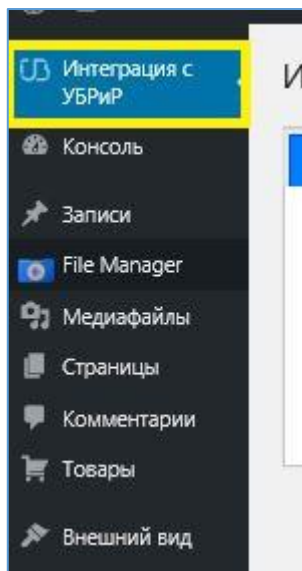 Интеграция с
УБРиР
И
Консоль
Записи
File Manager
Медиафайлы
Страницы
Комментарии
Товары
Внешний вид